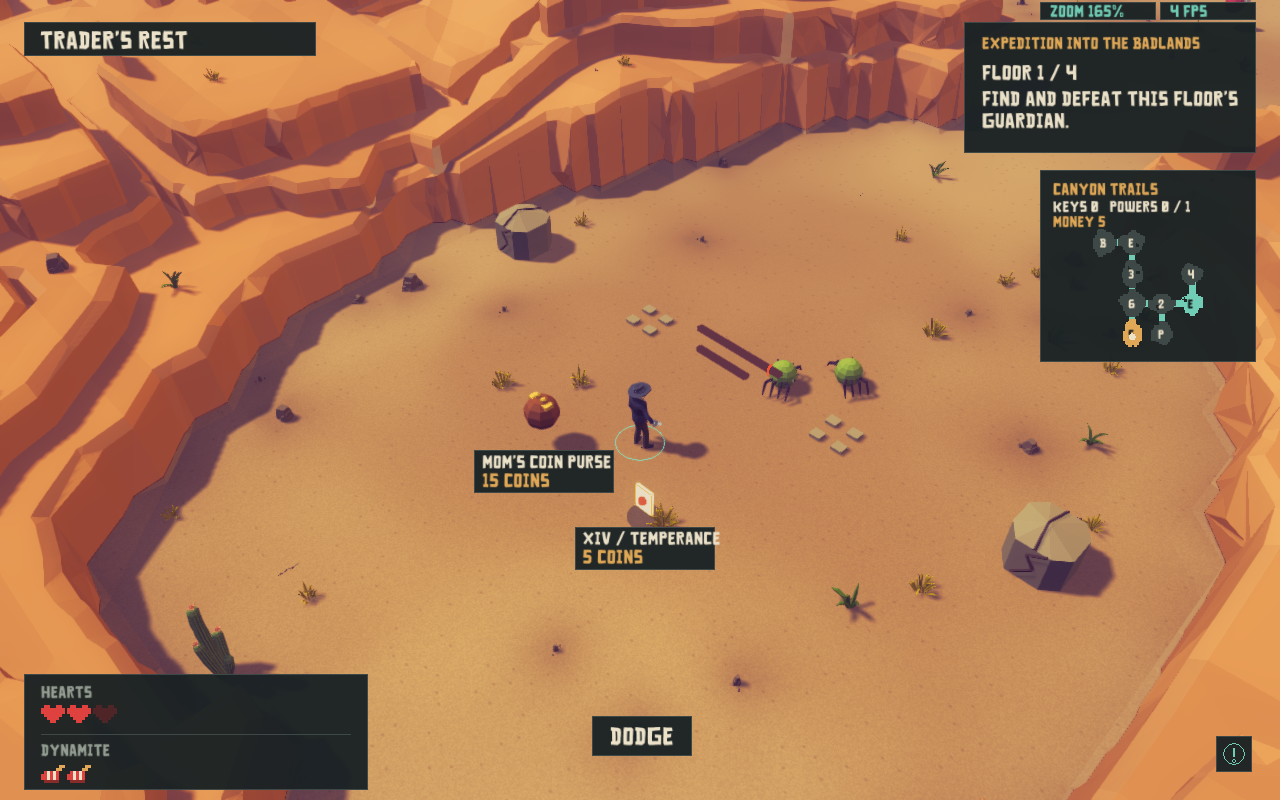 TRADER'S REST
ZOOM 165%
4 FPS
EXPEDITION INTO THE BADLANDS
FLOOR 1 / 4
FIND AND DEFEAT THIS FLOOR'S
GUARDIAN.
CANYON TRAILS
KEYS 0 POWERS 0 / 1
MONEY 5
B E
3 4
6 2 E
P
MOM'S COIN PURSE
15 COINS
XIV / TEMPERANCE
5 COINS
HEARTS
DYNAMITE
DODGE